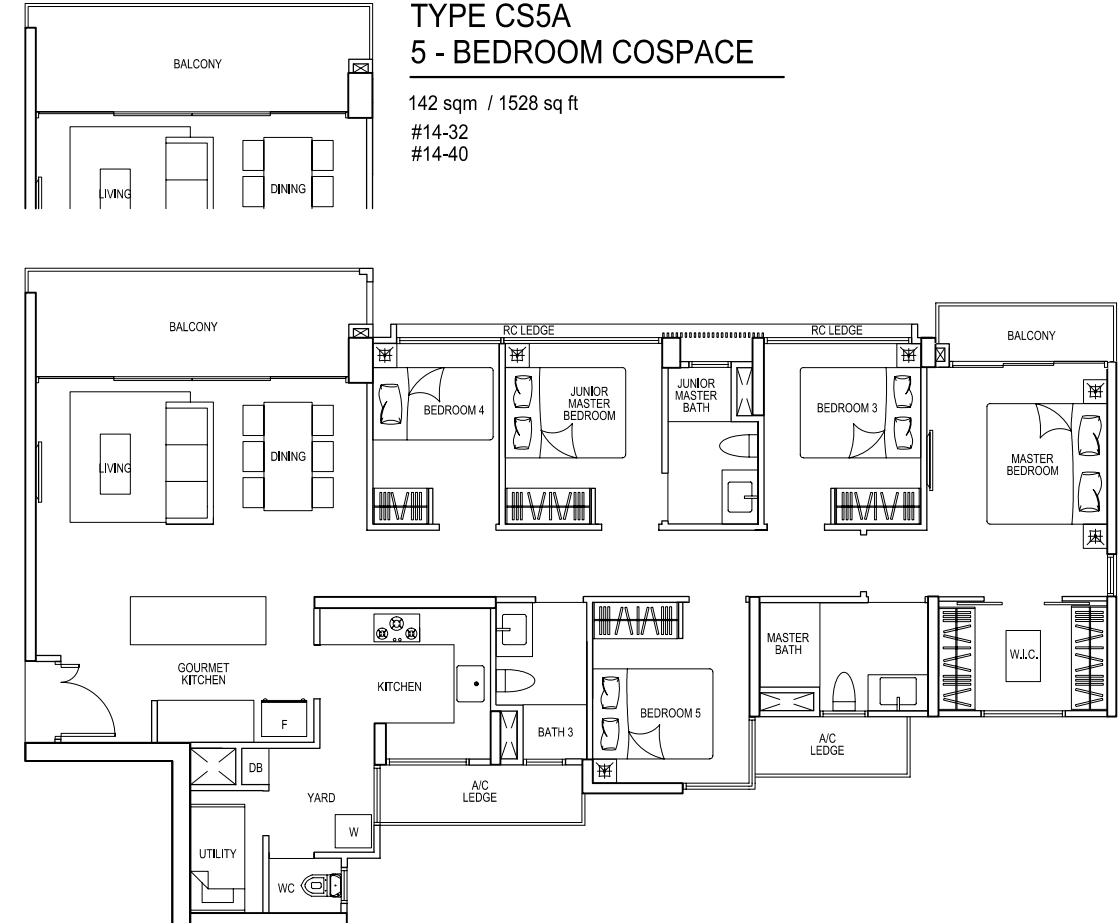 TYPE CS5A
5 - BEDROOM COSPACE
142 sqm / 1528 sq ft
#14-32
#14-40
BALCONY
LIVING
DINING
BALCONY
RC LEDGE
RC LEDGE
BALCONY
LIVING
DINING
BEDROOM 4
JUNIOR
MASTER
BEDROOM
JUNIOR
MASTER
BATH
BEDROOM 3
MASTER
BEDROOM
GOURMET
KITCHEN
KITCHEN
F
BATH 3
BEDROOM 5
MASTER
BATH
W.I.C.
A/C
LEDGE
A/C
LEDGE
DB
YARD
W
UTILITY
WC